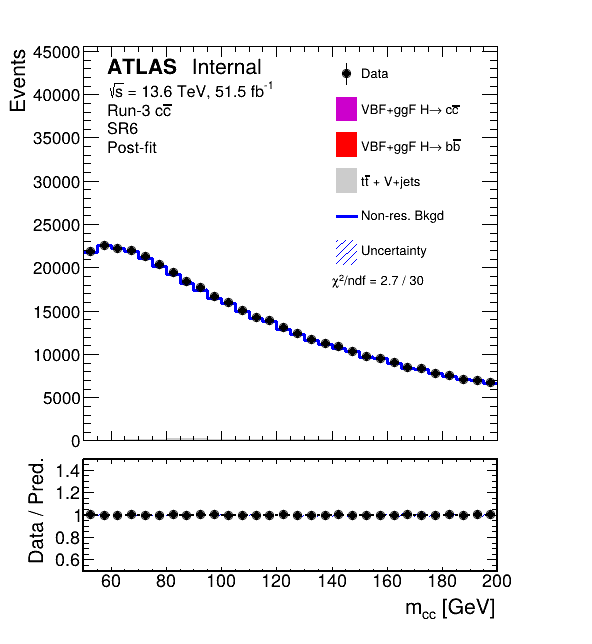 Events
45000
40000
35000
30000
25000
20000
15000
10000
5000
0
ATLAS Internal
√s = 13.6 TeV, 51.5 fb⁻¹
Run-3 cc̅
SR6
Post-fit
Data
VBF+ggF H→ cc̅
VBF+ggF H→ bb̅
tt̅ + V+jets
Non-res. Bkgd
Uncertainty
χ²/ndf = 2.7 / 30
Data / Pred.
1.4
1.2
1
0.8
0.6
60 80 100 120 140 160 180 200
m_cc [GeV]